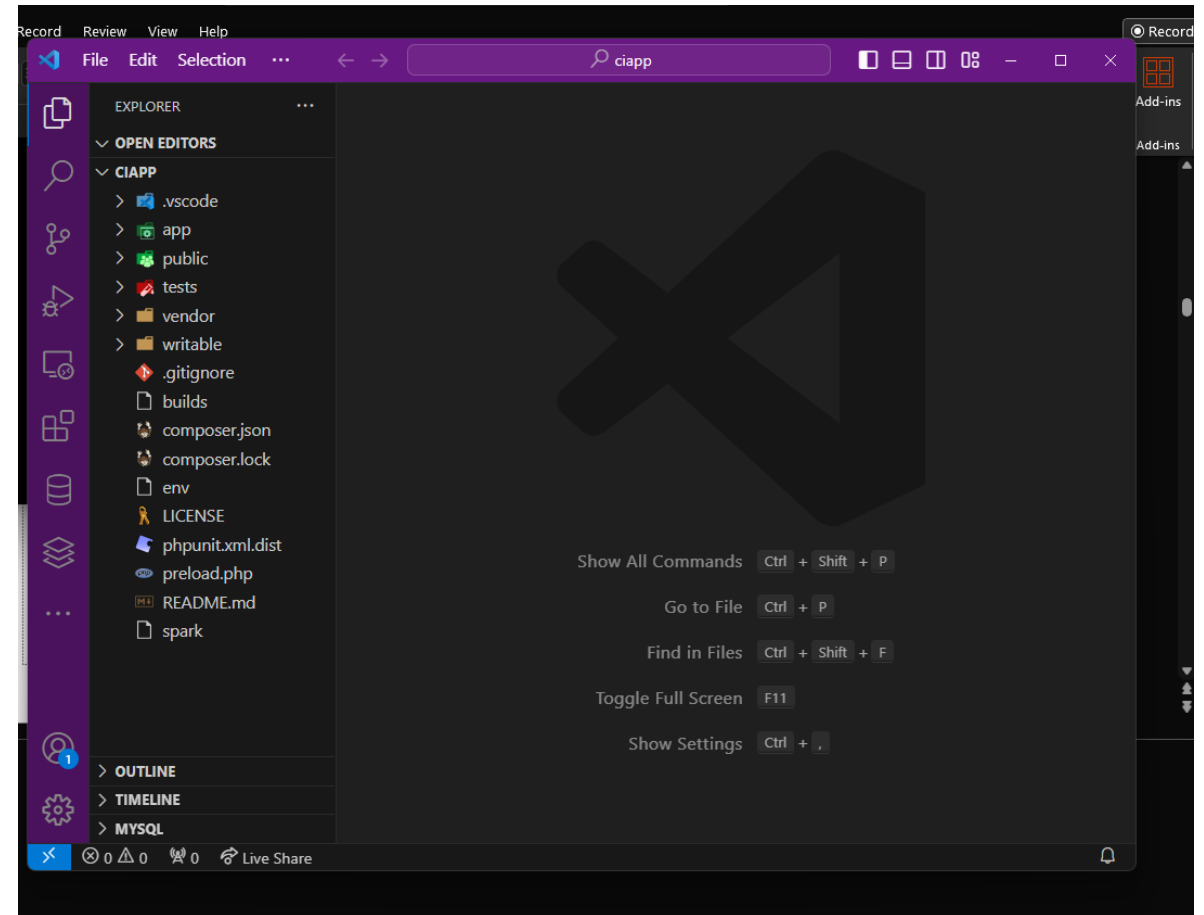 Record Review View Help
Record
File Edit Selection ···
ciapp
Add-ins
Add-ins
EXPLORER ···
OPEN EDITORS
CIAPP
.vscode
app
public
tests
vendor
writable
.gitignore
builds
composer.json
composer.lock
env
LICENSE
phpunit.xml.dist
preload.php
README.md
spark
Show All Commands Ctrl + Shift + P
Go to File Ctrl + P
Find in Files Ctrl + Shift + F
Toggle Full Screen F11
Show Settings Ctrl + ,
1
OUTLINE
TIMELINE
MYSQL
0 0 0 Live Share